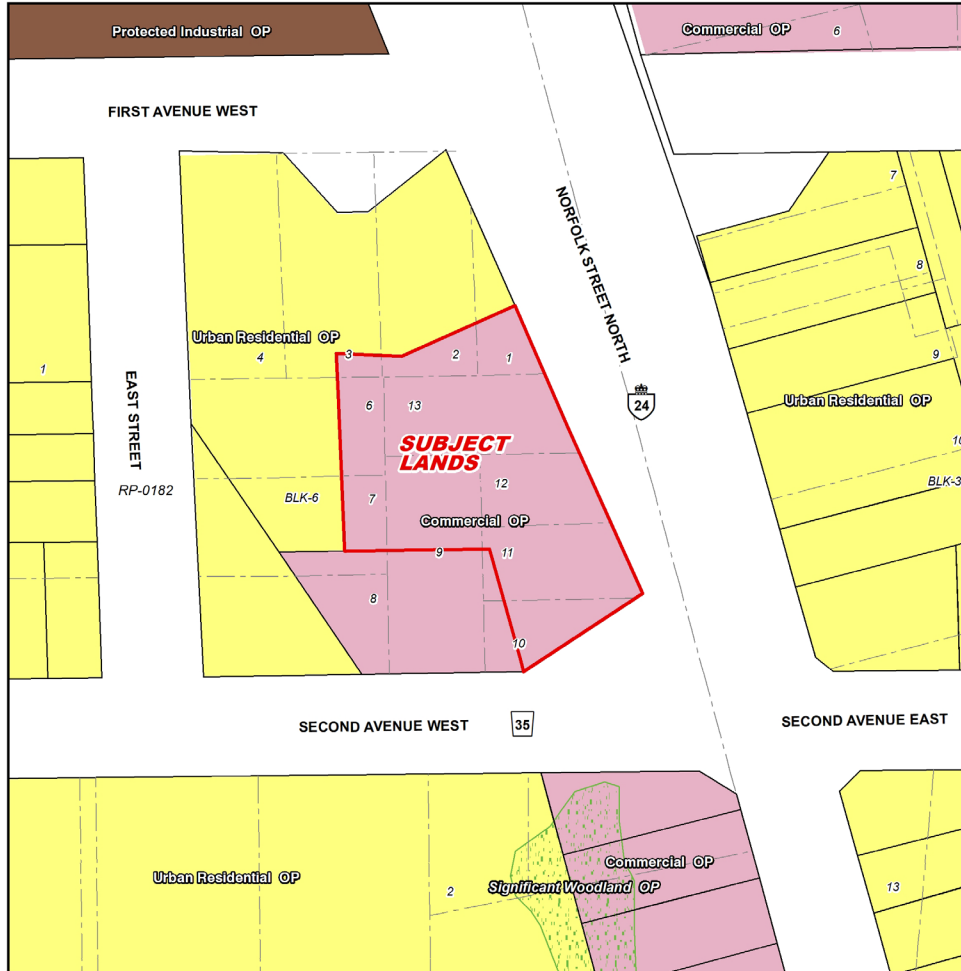 Protected Industrial OP
Commercial OP
6
FIRST AVENUE WEST
7
NORFOLK STREET NORTH
8
Urban Residential OP
4
3
2
1
1
9
EAST STREET
24
Urban Residential OP
6
13
SUBJECT
LANDS
10
RP-0182
BLK-6
7
12
BLK-3
Commercial OP
9
11
8
10
SECOND AVENUE WEST
35
SECOND AVENUE EAST
Commercial OP
Urban Residential OP
2
Significant Woodland OP
13